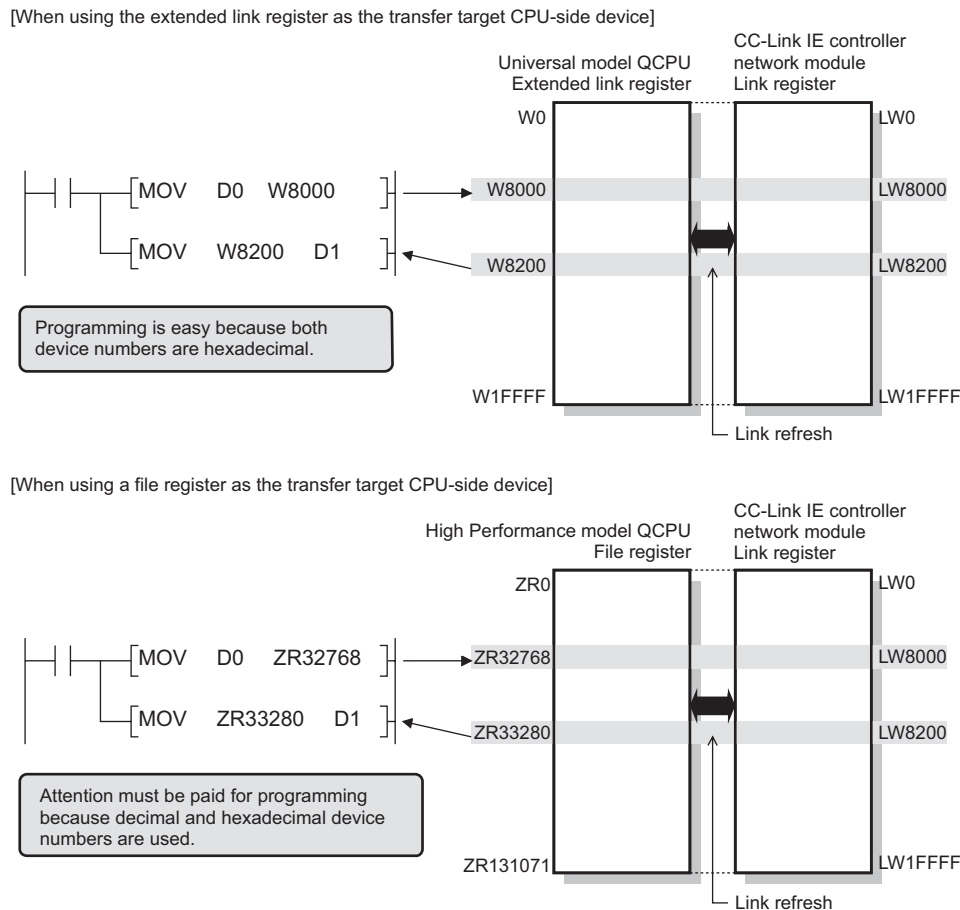 [When using the extended link register as the transfer target CPU-side device]
Universal model QCPU
Extended link register
CC-Link IE controller
network module
Link register
W0
LW0
MOV D0 W8000
W8000
LW8000
MOV W8200 D1
W8200
LW8200
Programming is easy because both
device numbers are hexadecimal.
W1FFFF
LW1FFFF
Link refresh
[When using a file register as the transfer target CPU-side device]
High Performance model QCPU
File register
CC-Link IE controller
network module
Link register
ZR0
LW0
MOV D0 ZR32768
ZR32768
LW8000
MOV ZR33280 D1
ZR33280
LW8200
Attention must be paid for programming
because decimal and hexadecimal device
numbers are used.
ZR131071
LW1FFFF
Link refresh